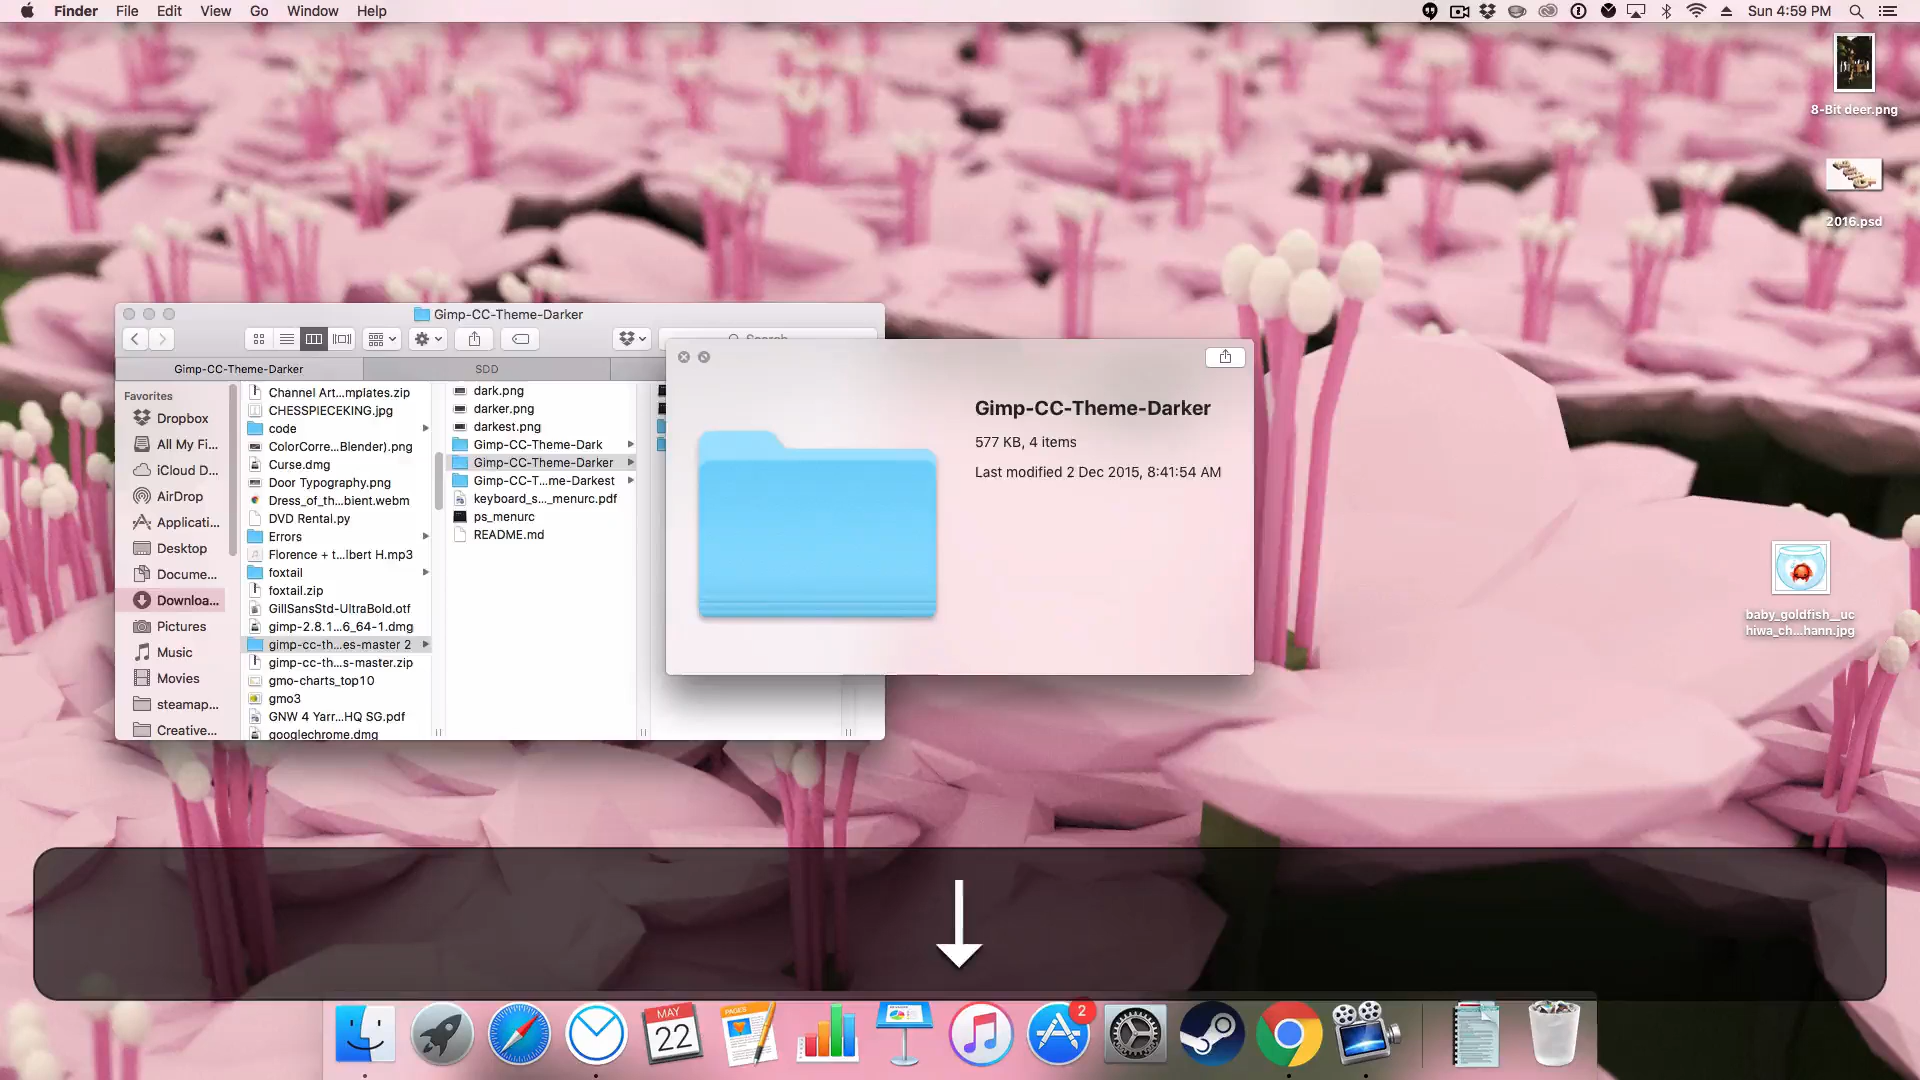 Finder File Edit View Go Window Help
Sun 4:59 PM
8-Bit deer.png
2016.psd
baby_goldfish__uc
hiwa_ch...hann.jpg
Gimp-CC-Theme-Darker
Search
Gimp-CC-Theme-Darker
SDD
Favorites
Dropbox
All My Fi...
iCloud D...
AirDrop
Applicati...
Desktop
Docume...
Downloa...
Pictures
Music
Movies
steamap...
Creative...
Channel Art...mplates.zip
CHESSPIECEKING.jpg
code
ColorCorre...Blender).png
Curse.dmg
Door Typography.png
Dress_of_th...bient.webm
DVD Rental.py
Errors
Florence + t...lbert H.mp3
foxtail
foxtail.zip
GillSansStd-UltraBold.otf
gimp-2.8.1...6_64-1.dmg
gimp-cc-th...es-master 2
gimp-cc-th...s-master.zip
gmo-charts_top10
gmo3
GNW 4 Yarr...HQ SG.pdf
googlechrome.dmg
dark.png
darker.png
darkest.png
Gimp-CC-Theme-Dark
Gimp-CC-Theme-Darker
Gimp-CC-T...me-Darkest
keyboard_s..._menurc.pdf
ps_menurc
README.md
Gimp-CC-Theme-Darker
577 KB, 4 items
Last modified 2 Dec 2015, 8:41:54 AM
MAY
22
PAGES
2